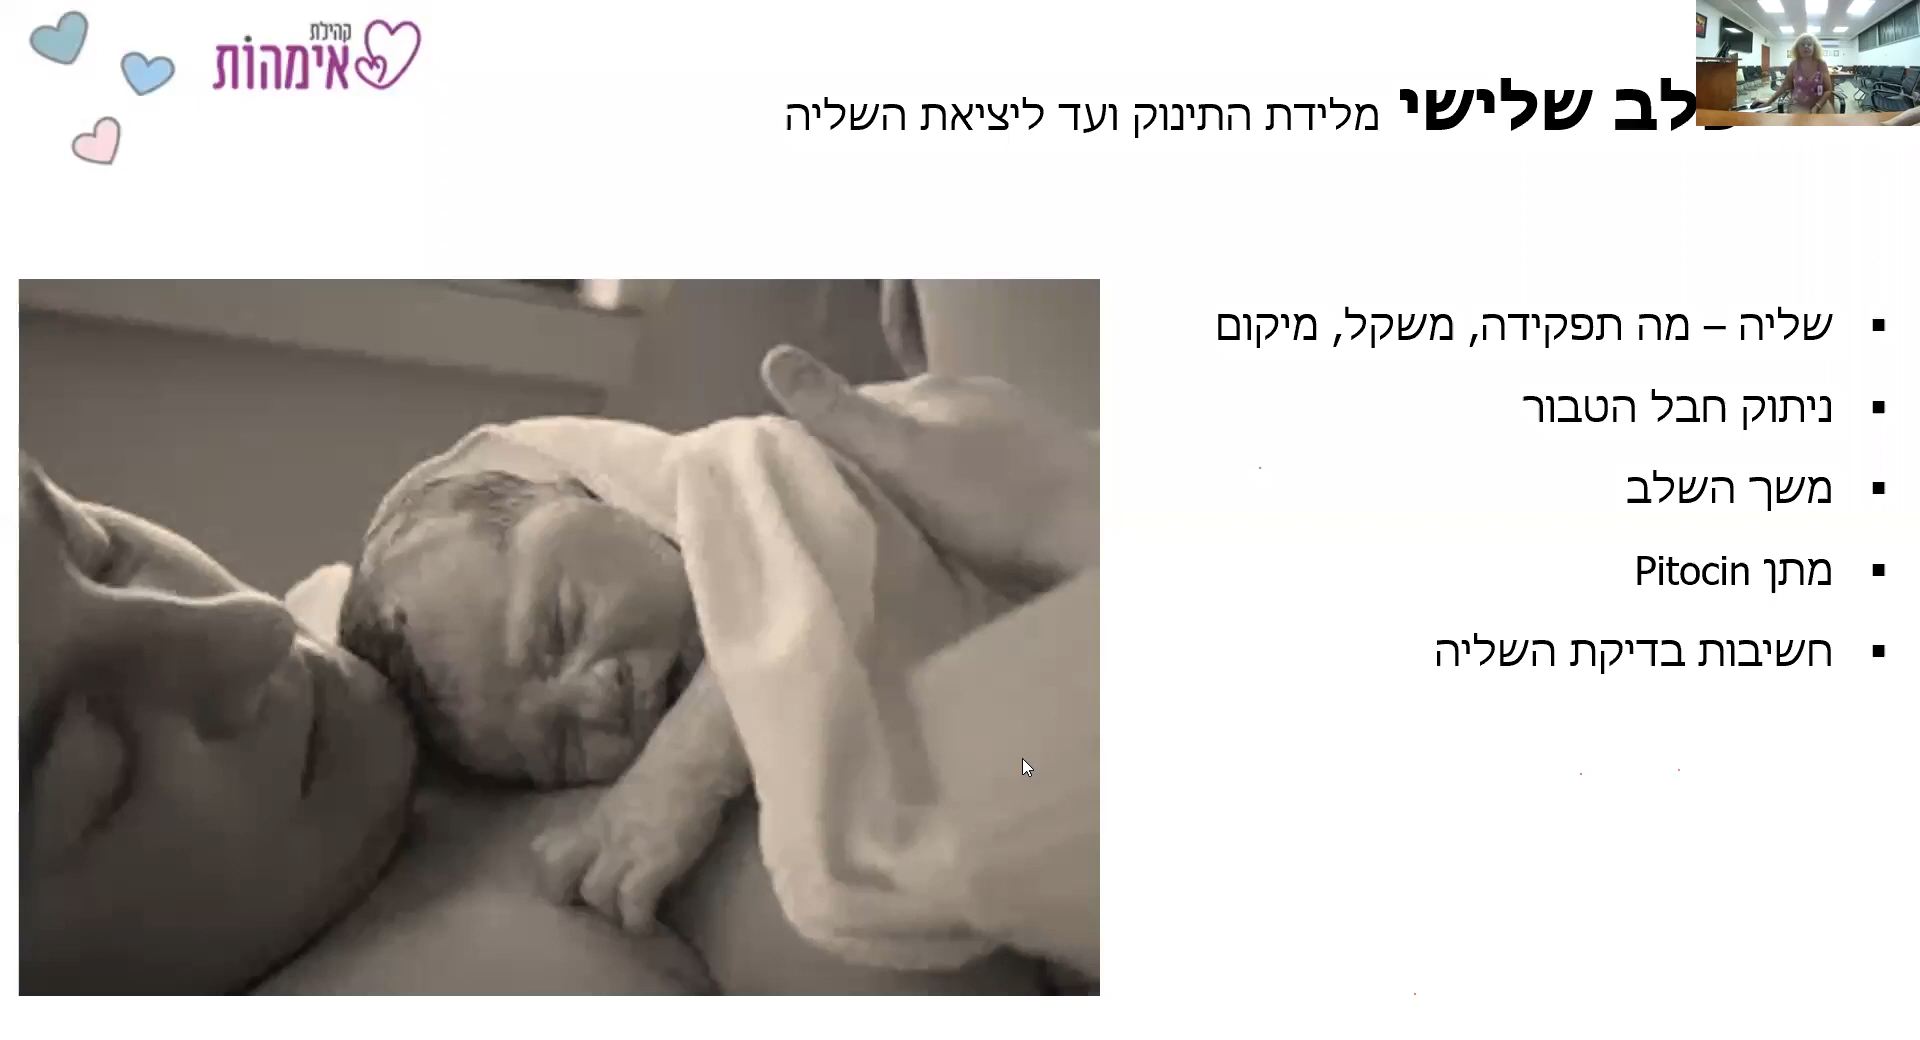 קהילת
אימהות
שלישי מלידת התינוק ועד ליציאת השליה
שליה – מה תפקידה, משקל, מיקום
ניתוק חבל הטבור
משך השלב
מתן Pitocin
חשיבות בדיקת השליה